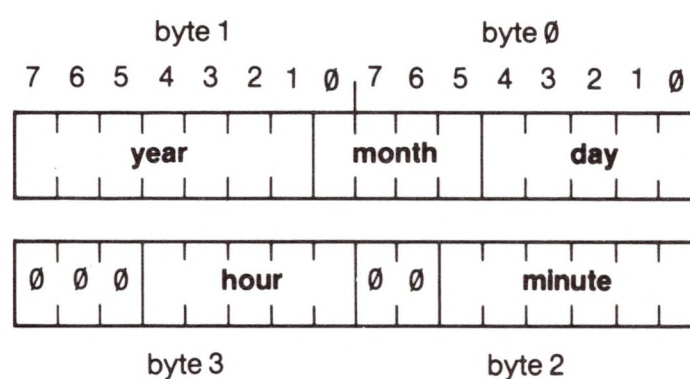 byte 1 byte Ø
7 6 5 4 3 2 1 Ø 7 6 5 4 3 2 1 Ø
year month day
Ø Ø Ø hour Ø Ø minute
byte 3 byte 2